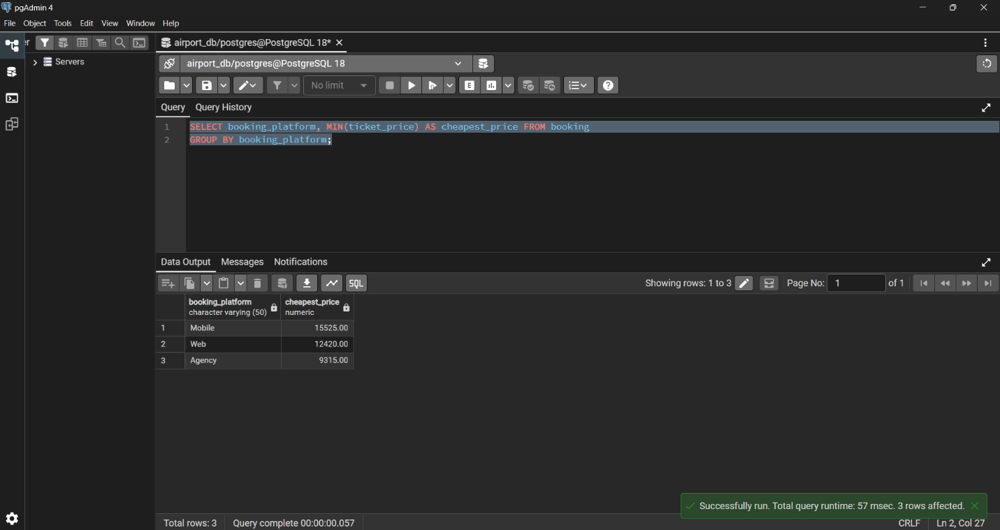 pgAdmin 4
File Object Tools Edit View Window Help
r
airport_db/postgres@PostgreSQL 18*
Servers
airport_db/postgres@PostgreSQL 18
No limit
E
Query Query History
1 SELECT booking_platform, MIN(ticket_price) AS cheapest_price FROM booking
2 GROUP BY booking_platform;
Data Output Messages Notifications
SQL Showing rows: 1 to 3 Page No: 1 of 1
booking_platform cheapest_price
character varying (50) numeric
1 Mobile 15525.00
2 Web 12420.00
3 Agency 9315.00
Successfully run. Total query runtime: 57 msec. 3 rows affected.
Total rows: 3 Query complete 00:00:00.057 CRLF Ln 2, Col 27